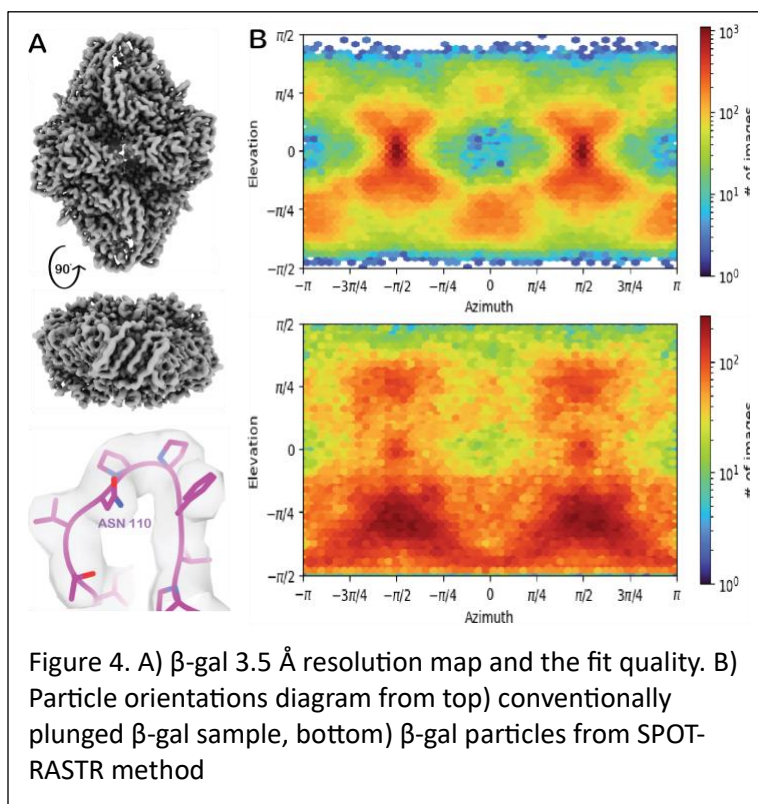 A
B
90°
ASN 110
π/2
π/4
0
−π/4
−π/2
Elevation
−π
−3π/4
−π/2
−π/4
0
π/4
π/2
3π/4
π
Azimuth
10³
10²
10¹
10⁰
# of images
π/2
π/4
0
−π/4
−π/2
Elevation
−π
−3π/4
−π/2
−π/4
0
π/4
π/2
3π/4
π
Azimuth
10²
10¹
10⁰
# of images
Figure 4. A) β-gal 3.5 Å resolution map and the fit quality. B)
Particle orientations diagram from top) conventionally
plunged β-gal sample, bottom) β-gal particles from SPOT-
RASTR method